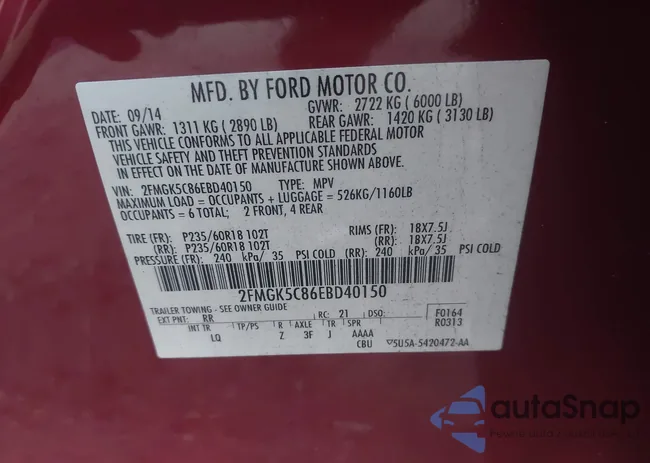 MFD. BY FORD MOTOR CO.
DATE: 09/14 GVWR: 2722 KG ( 6000 LB)
FRONT GAWR: 1311 KG ( 2890 LB) REAR GAWR: 1420 KG ( 3130 LB)
THIS VEHICLE CONFORMS TO ALL APPLICABLE FEDERAL MOTOR
VEHICLE SAFETY AND THEFT PREVENTION STANDARDS
IN EFFECT ON THE DATE OF MANUFACTURE SHOWN ABOVE.
VIN: 2FMGK5C86EBD40150 TYPE: MPV
MAXIMUM LOAD = OCCUPANTS + LUGGAGE = 526KG/1160LB
OCCUPANTS = 6 TOTAL; 2 FRONT, 4 REAR
TIRE (FR): P235/60R18 102T RIMS (FR): 18X7.5J
(RR): P235/60R18 102T (RR): 18X7.5J
PRESSURE (FR): 240 kPa/ 35 PSI COLD (RR): 240 kPa/ 35 PSI COLD
2FMGK5C86EBD40150
TRAILER TOWING - SEE OWNER GUIDE
EXT PNT: RR RC: 21 DSO: F0164
R0313
INT TR TP/PS R AXLE TR SPR
LQ Z 3F J AAAA
CBU 5U5A-5420472-AA
autoSnap